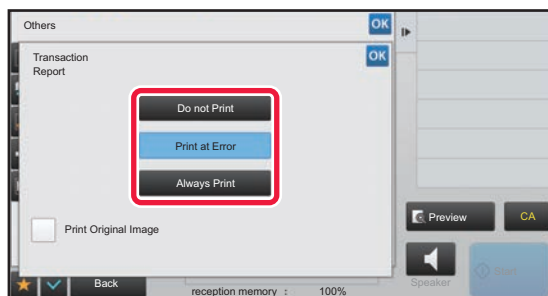 Others
OK
Transaction
Report
OK
Do not Print
Print at Error
Always Print
Print Original Image
Preview
CA
Back
reception memory : 100%
Speaker
Start